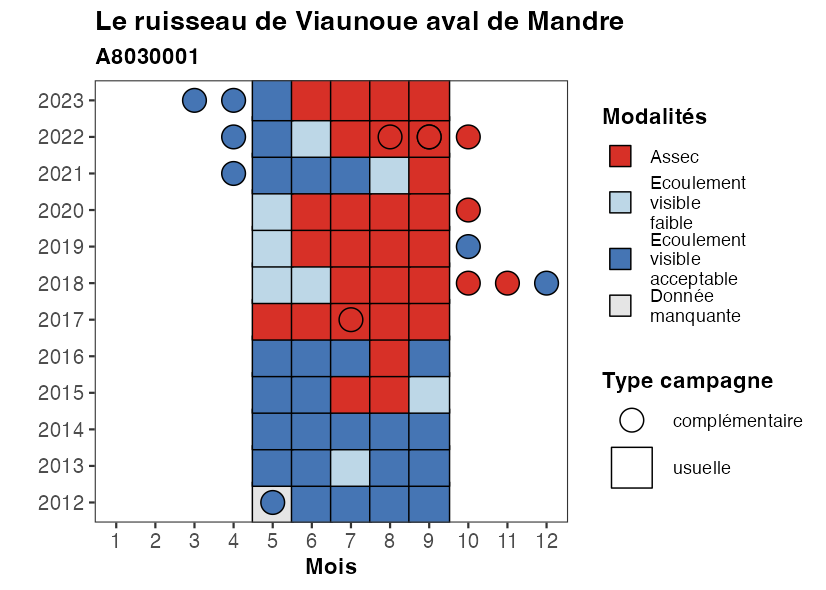 Le ruisseau de Viaunoue aval de Mandre
A8030001
2023
2022
2021
2020
2019
2018
2017
2016
2015
2014
2013
2012
1 2 3 4 5 6 7 8 9 10 11 12
Mois
Modalités
Assec
Ecoulement
visible
faible
Ecoulement
visible
acceptable
Donnée
manquante
Type campagne
complémentaire
usuelle